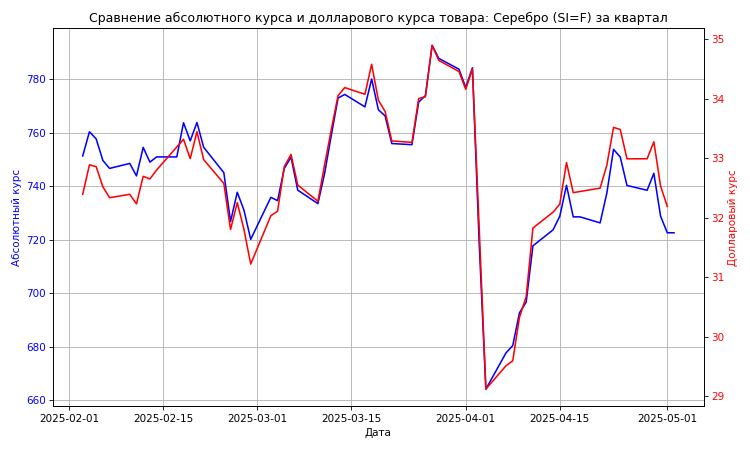 Сравнение абсолютного курса и долларового курса товара: Серебро (SI=F) за квартал
Абсолютный курс
780
760
740
720
700
680
660
35
34
33
32
31
30
29
Долларовый курс
2025-02-01 2025-02-15 2025-03-01 2025-03-15 2025-04-01 2025-04-15 2025-05-01
Дата